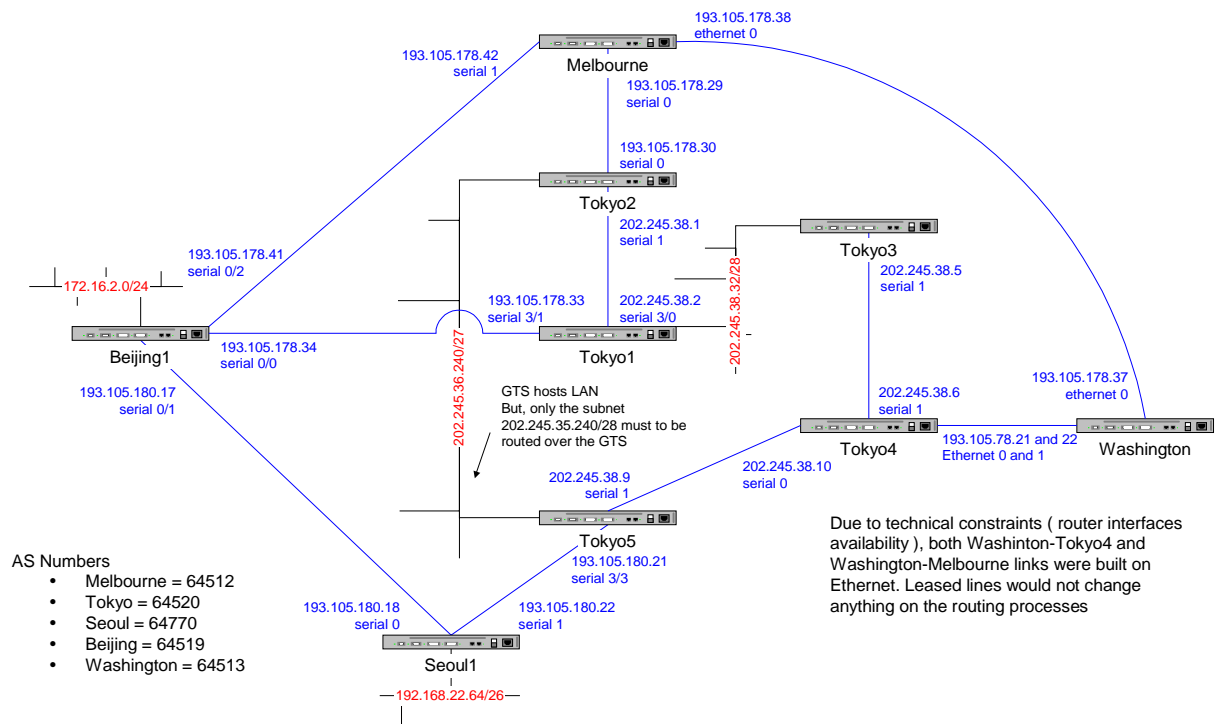 193.105.178.38
ethernet 0
193.105.178.42
serial 1
Melbourne
193.105.178.29
serial 0
193.105.178.30
serial 0
Tokyo2
202.245.38.1
serial 1
Tokyo3
193.105.178.41
serial 0/2
172.16.2.0/24
202.245.38.32/28
202.245.38.5
serial 1
193.105.178.33
serial 3/1
202.245.38.2
serial 3/0
Beijing1
193.105.178.34
serial 0/0
Tokyo1
202.245.36.240/27
193.105.180.17
serial 0/1
GTS hosts LAN
But, only the subnet
202.245.35.240/28 must to be
routed over the GTS
193.105.178.37
ethernet 0
202.245.38.6
serial 1
Tokyo4
193.105.78.21 and 22
Ethernet 0 and 1
Washington
202.245.38.10
serial 0
202.245.38.9
serial 1
Tokyo5
193.105.180.21
serial 3/3
Due to technical constraints ( router interfaces
availability ), both Washinton-Tokyo4 and
Washington-Melbourne links were built on
Ethernet. Leased lines would not change
anything on the routing processes
AS Numbers
• Melbourne = 64512
• Tokyo = 64520
• Seoul = 64770
• Beijing = 64519
• Washington = 64513
193.105.180.18
serial 0
193.105.180.22
serial 1
Seoul1
192.168.22.64/26